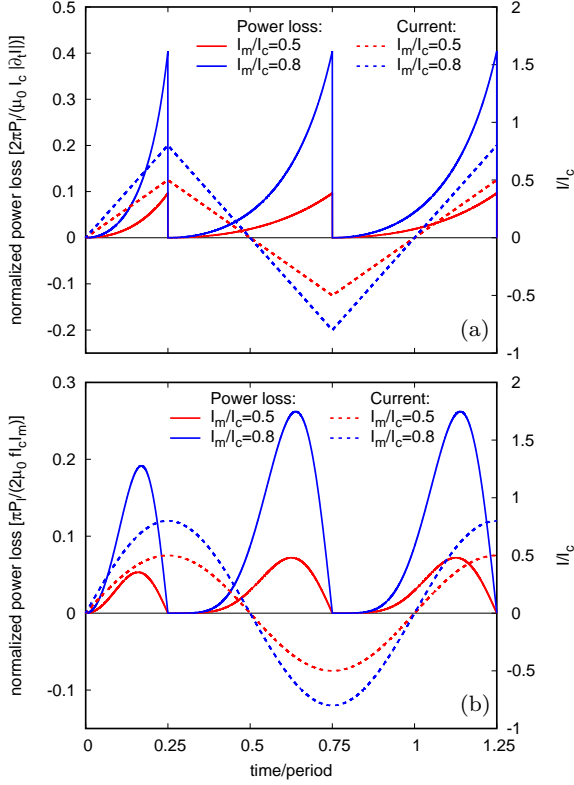 Power loss: Current:
I_m/I_c=0.5 I_m/I_c=0.5
I_m/I_c=0.8 I_m/I_c=0.8
normalized power loss [2πP_l/(μ_0 I_c |∂_t I|)]
0.5
0.4
0.3
0.2
0.1
0
-0.1
-0.2
2
1.5
1
0.5
0
-0.5
-1
I/I_c
(a)
Power loss: Current:
I_m/I_c=0.5 I_m/I_c=0.5
I_m/I_c=0.8 I_m/I_c=0.8
normalized power loss [πP_l/(2μ_0 fI_cI_m)]
0.3
0.2
0.1
0
-0.1
2
1.5
1
0.5
0
-0.5
-1
I/I_c
(b)
0 0.25 0.5 0.75 1 1.25
time/period